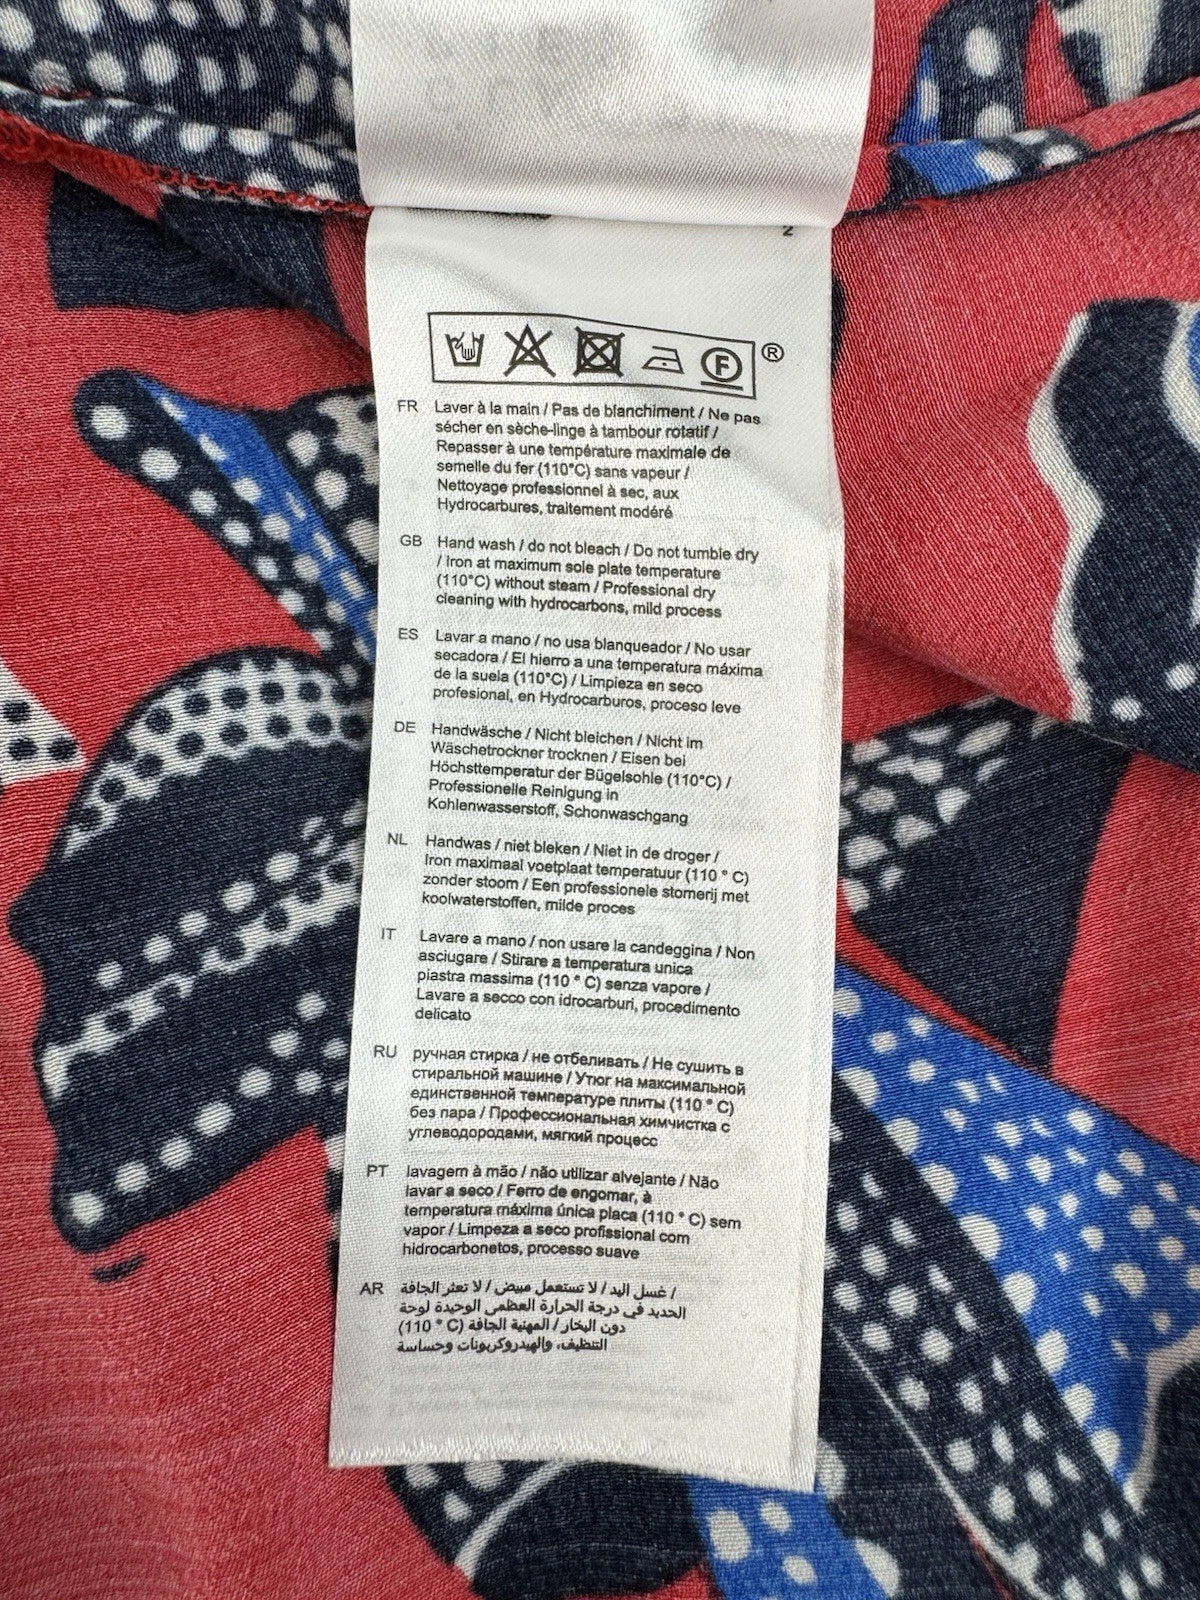 2
F
®
FR Laver à la main / Pas de blanchiment / Ne pas
sécher en sèche-linge à tambour rotatif /
Repasser à une température maximale de
semelle du fer (110°C) sans vapeur /
Nettoyage professionnel à sec, aux
Hydrocarbures, traitement modéré
GB Hand wash / do not bleach / Do not tumble dry
/ Iron at maximum sole plate temperature
(110°C) without steam / Professional dry
cleaning with hydrocarbons, mild process
ES Lavar a mano / no usa blanqueador / No usar
secadora / El hierro a una temperatura máxima
de la suela (110°C) / Limpieza en seco
profesional, en Hydrocarburos, proceso leve
DE Handwäsche / Nicht bleichen / Nicht im
Wäschetrockner trocknen / Eisen bei
Höchsttemperatur der Bügelsohle (110°C) /
Professionelle Reinigung in
Kohlenwasserstoff, Schonwaschgang
NL Handwas / niet bleken / Niet in de droger /
Iron maximaal voetplaat temperatuur (110 ° C)
zonder stoom / Een professionele stomerij met
koolwaterstoffen, milde proces
IT Lavare a mano / non usare la candeggina / Non
asciugare / Stirare a temperatura unica
piastra massima (110 ° C) senza vapore /
Lavare a secco con idrocarburi, procedimento
delicato
RU ручная стирка / не отбеливать / Не сушить в
стиральной машине / Утюг на максимальной
единственной температуре плиты (110 ° C)
без пара / Профессиональная химчистка с
углеводородами, мягкий процесс
PT lavagem à mão / não utilizar alvejante / Não
lavar a seco / Ferro de engomar, à
temperatura máxima única placa (110 ° C) sem
vapor / Limpeza a seco profissional com
hidrocarbonetos, processo suave
AR غسل اليد / لا تستعمل مبيض / لا تعثر الجافة /
الحديد في درجة الحرارة العظمى الوحيدة لوحة
(110 ° C) دون البخار / المهنية الجافة
التنظيف، والهيدروكربونات وحساسة